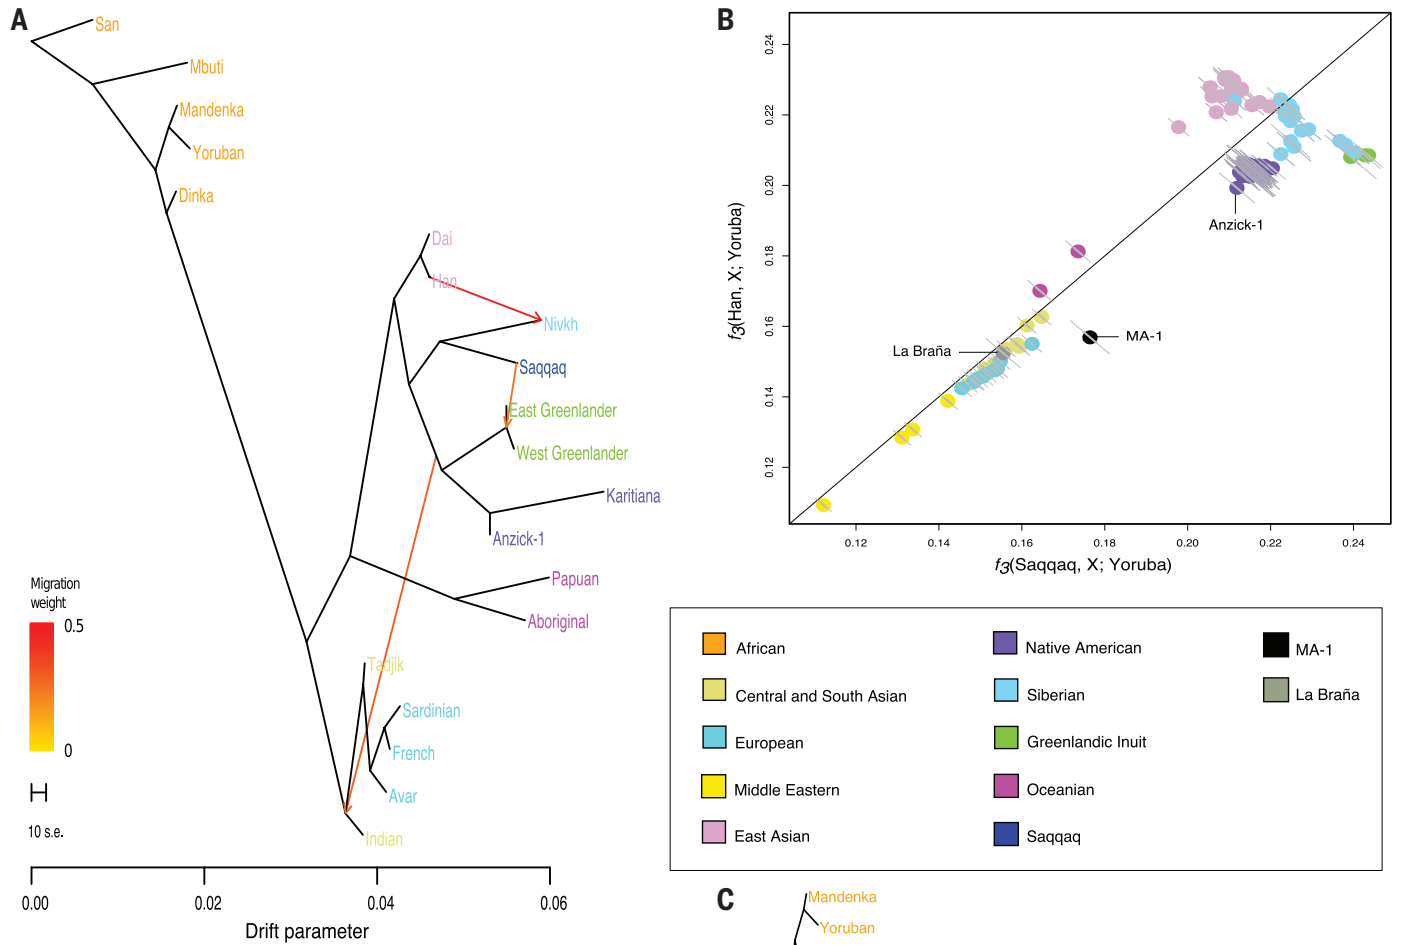 A
San
Mbuti
Mandenka
Yoruban
Dinka
Dai
Han
Nivkh
Saqqaq
East Greenlander
West Greenlander
Karitiana
Anzick-1
Papuan
Aboriginal
Tadjik
Sardinian
French
Avar
Indian
Migration
weight
0.5
0
10 s.e.
0.00 0.02 0.04 0.06
Drift parameter
B
0.24
0.22
0.20
0.18
0.16
0.14
0.12
f3(Han, X; Yoruba)
Anzick-1
MA-1
La Braña
0.12 0.14 0.16 0.18 0.20 0.22 0.24
f3(Saqqaq, X; Yoruba)
African
Central and South Asian
European
Middle Eastern
East Asian
Native American
Siberian
Greenlandic Inuit
Oceanian
Saqqaq
MA-1
La Braña
C
Mandenka
Yoruban